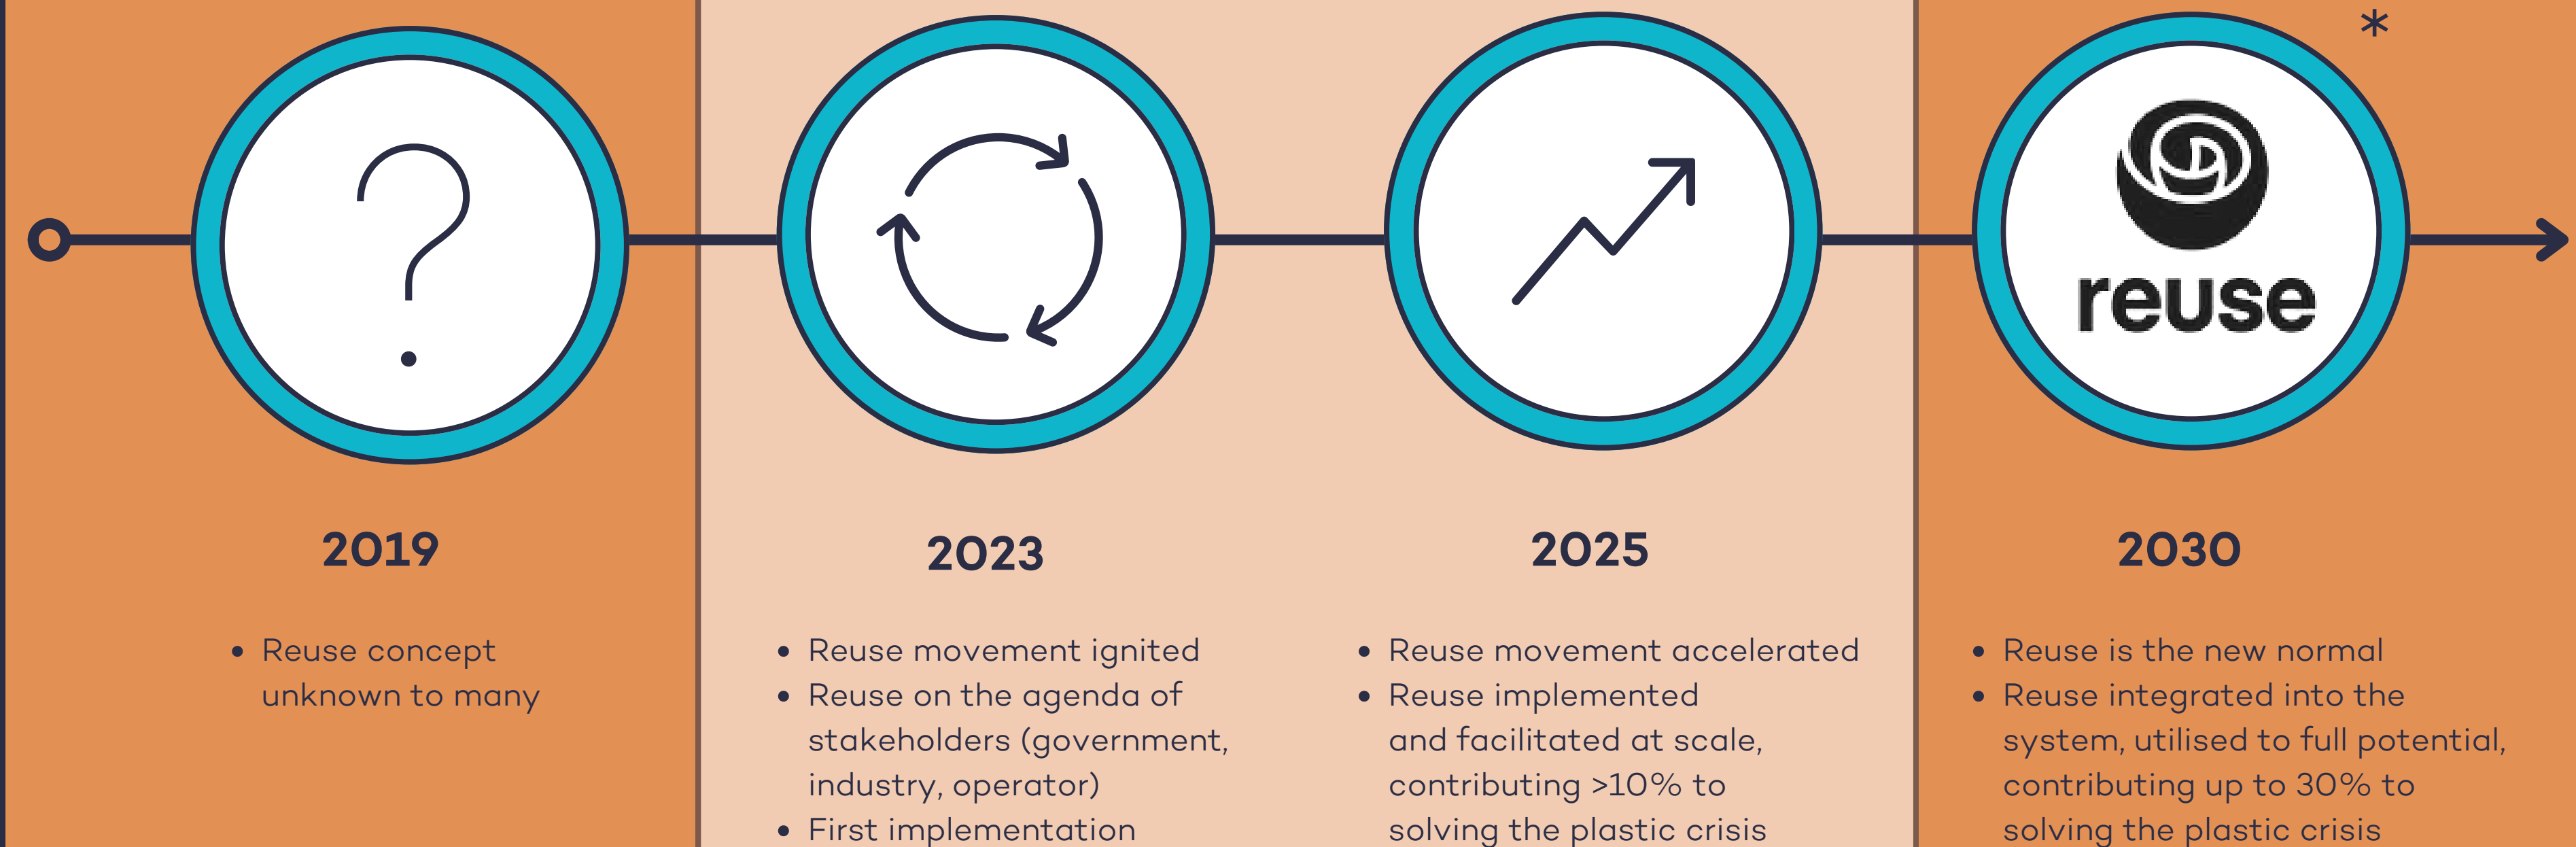 *
reuse
2019
• Reuse concept
unknown to many
2023
• Reuse movement ignited
• Reuse on the agenda of
stakeholders (government,
industry, operator)
• First implementation
2025
• Reuse movement accelerated
• Reuse implemented
and facilitated at scale,
contributing >10% to
solving the plastic crisis
2030
• Reuse is the new normal
• Reuse integrated into the
system, utilised to full potential,
contributing up to 30% to
solving the plastic crisis